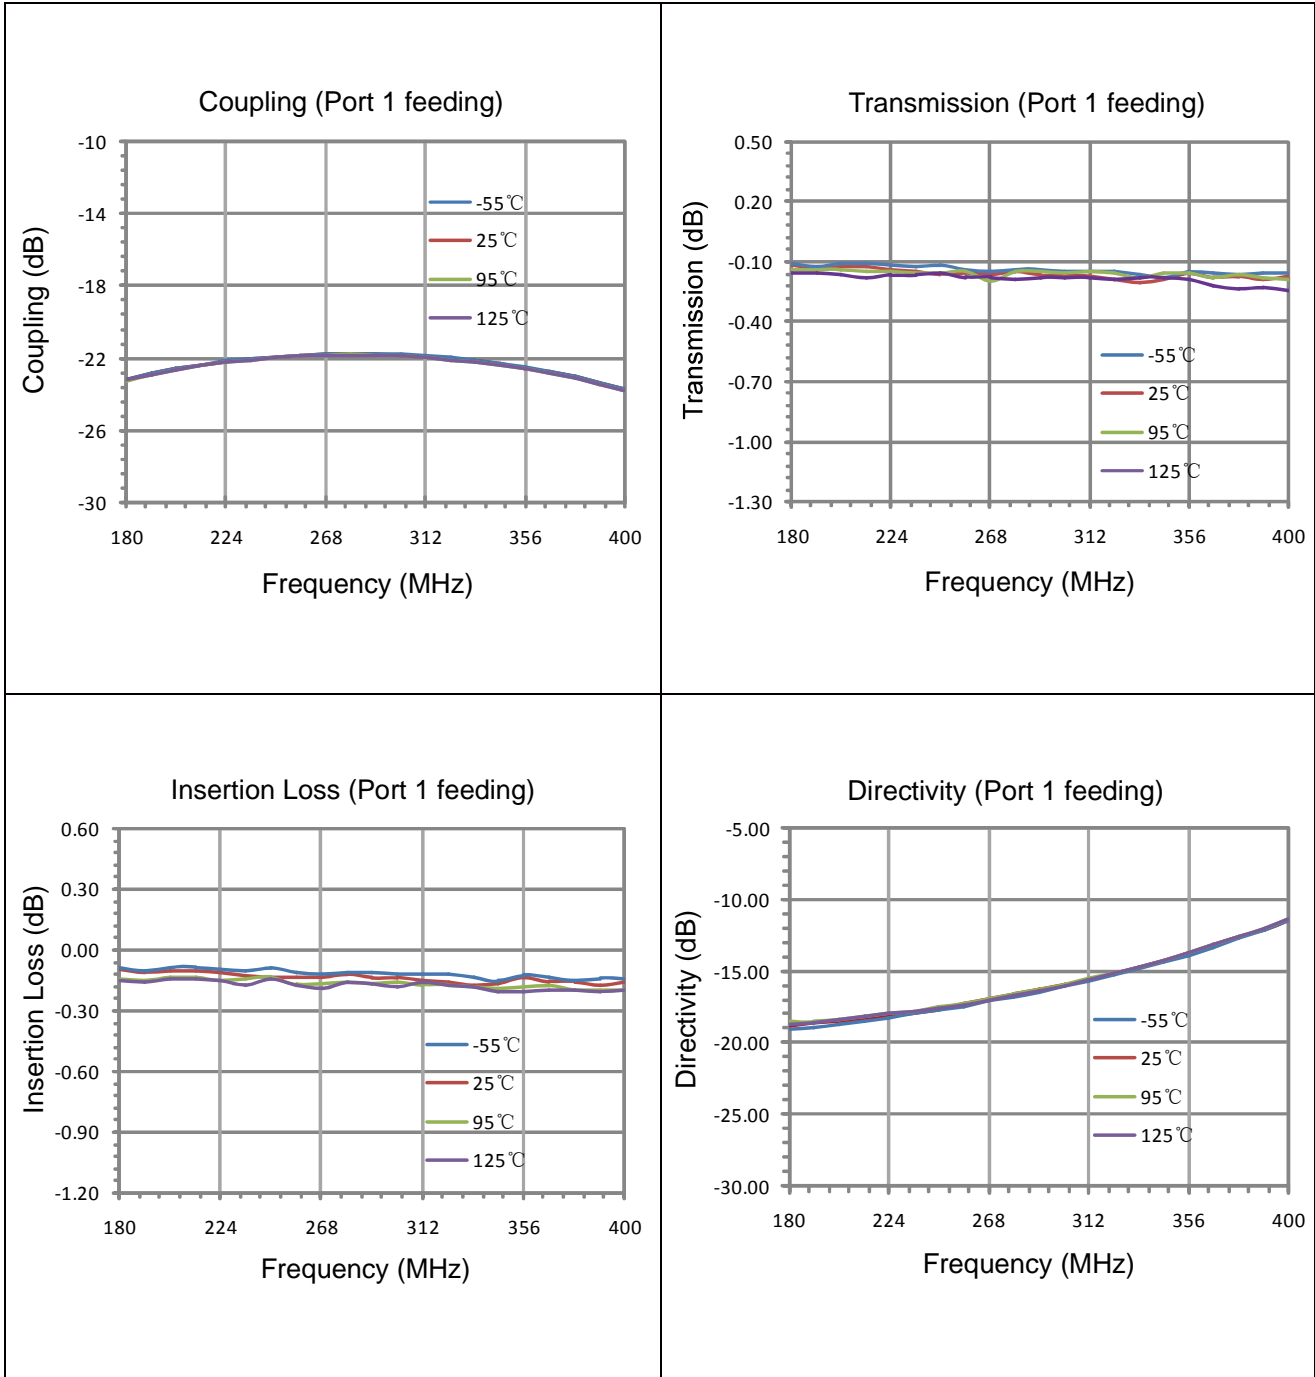 Coupling (Port 1 feeding)
Coupling (dB)
-10
-14
-18
-22
-26
-30
-55℃
25℃
95℃
125℃
180 224 268 312 356 400
Frequency (MHz)
Transmission (Port 1 feeding)
Transmission (dB)
0.50
0.20
-0.10
-0.40
-0.70
-1.00
-1.30
-55℃
25℃
95℃
125℃
180 224 268 312 356 400
Frequency (MHz)
Insertion Loss (Port 1 feeding)
Insertion Loss (dB)
0.60
0.30
0.00
-0.30
-0.60
-0.90
-1.20
-55℃
25℃
95℃
125℃
180 224 268 312 356 400
Frequency (MHz)
Directivity (Port 1 feeding)
Directivity (dB)
-5.00
-10.00
-15.00
-20.00
-25.00
-30.00
-55℃
25℃
95℃
125℃
180 224 268 312 356 400
Frequency (MHz)